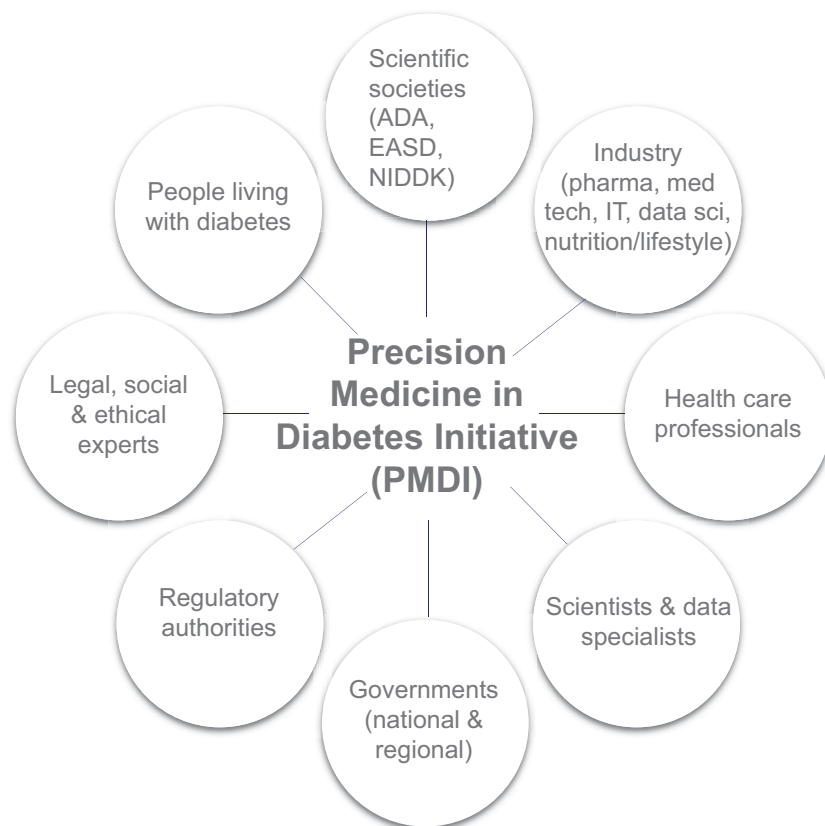 Scientific
societies
(ADA,
EASD,
NIDDK)
Industry
(pharma, med
tech, IT, data sci,
nutrition/lifestyle)
People living
with diabetes
Precision
Medicine in
Diabetes Initiative
(PMDI)
Legal, social
& ethical
experts
Health care
professionals
Regulatory
authorities
Scientists & data
specialists
Governments
(national &
regional)